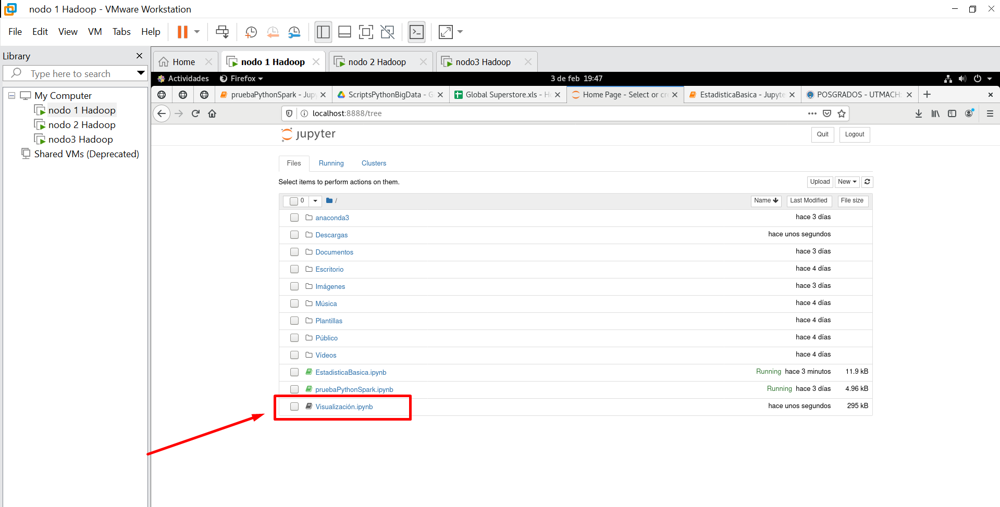 nodo 1 Hadoop - VMware Workstation
File Edit View VM Tabs Help
Library
Type here to search
My Computer
nodo 1 Hadoop
nodo 2 Hadoop
nodo3 Hadoop
Shared VMs (Deprecated)
Home nodo 1 Hadoop nodo 2 Hadoop nodo3 Hadoop
Actividades Firefox 3 de feb 19:47
pruebaPythonSpark - Jupy ScriptsPythonBigData - G Global Superstore.xls - Ho Home Page - Select or cre EstadisticaBasica - Jupyte POSGRADOS - UTMACH:
localhost:8888/tree
jupyter
Quit Logout
Files Running Clusters
Select items to perform actions on them.
Upload New
0 / Name Last Modified File size
anaconda3 hace 3 días
Descargas hace unos segundos
Documentos hace 3 días
Escritorio hace 4 días
Imágenes hace 3 días
Música hace 4 días
Plantillas hace 4 días
Público hace 4 días
Vídeos hace 4 días
EstadisticaBasica.ipynb Running hace 3 minutos 11.9 kB
pruebaPythonSpark.ipynb Running hace 3 días 4.96 kB
Visualización.ipynb hace unos segundos 295 kB